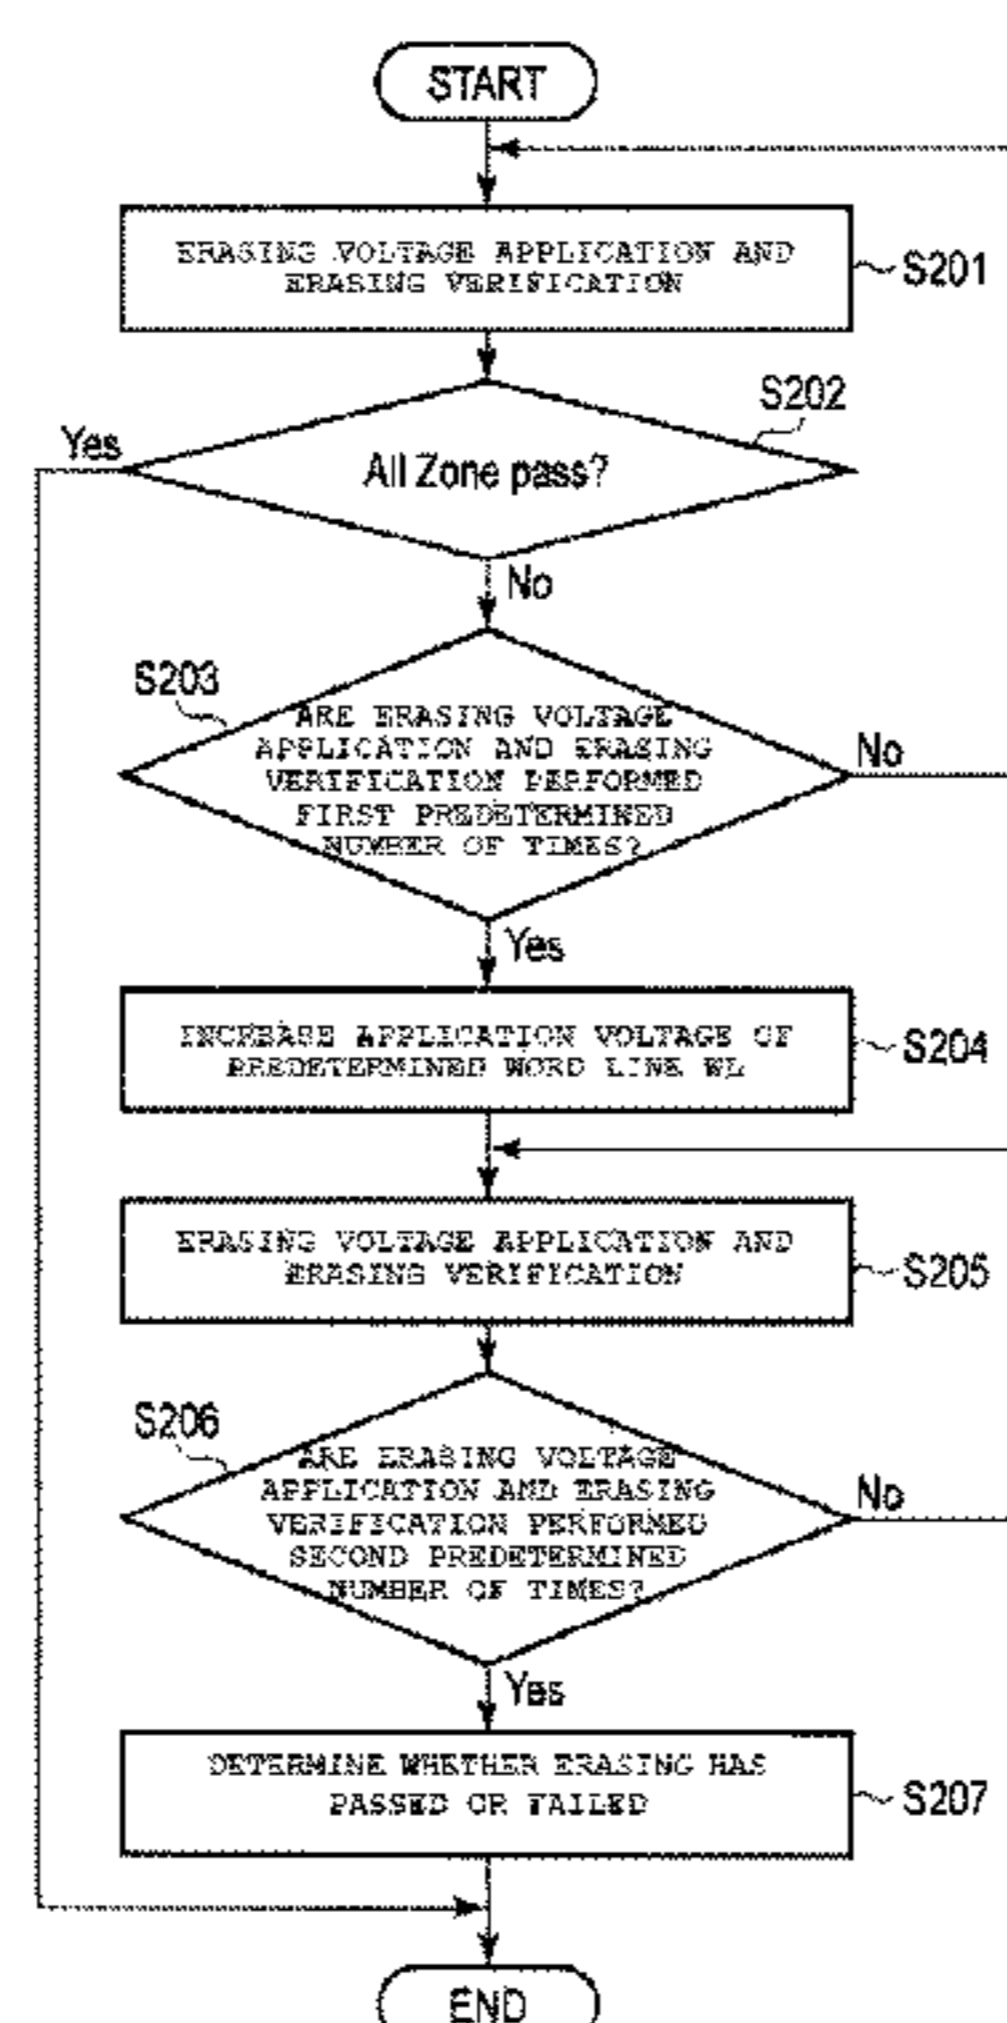 START
ERASING VOLTAGE APPLICATION AND
ERASING VERIFICATION
S201
S202
Yes
All Zone pass?
No
S203
ARE ERASING VOLTAGE
APPLICATION AND ERASING
VERIFICATION PERFORMED
FIRST PREDETERMINED
NUMBER OF TIMES?
No
Yes
INCREASE APPLICATION VOLTAGE OF
PREDETERMINED WORD LINE WL
S204
ERASING VOLTAGE APPLICATION AND
ERASING VERIFICATION
S205
S206
ARE ERASING VOLTAGE
APPLICATION AND ERASING
VERIFICATION PERFORMED
SECOND PREDETERMINED
NUMBER OF TIMES?
No
Yes
DETERMINE WHETHER ERASING HAS
PASSED OR FAILED
S207
END